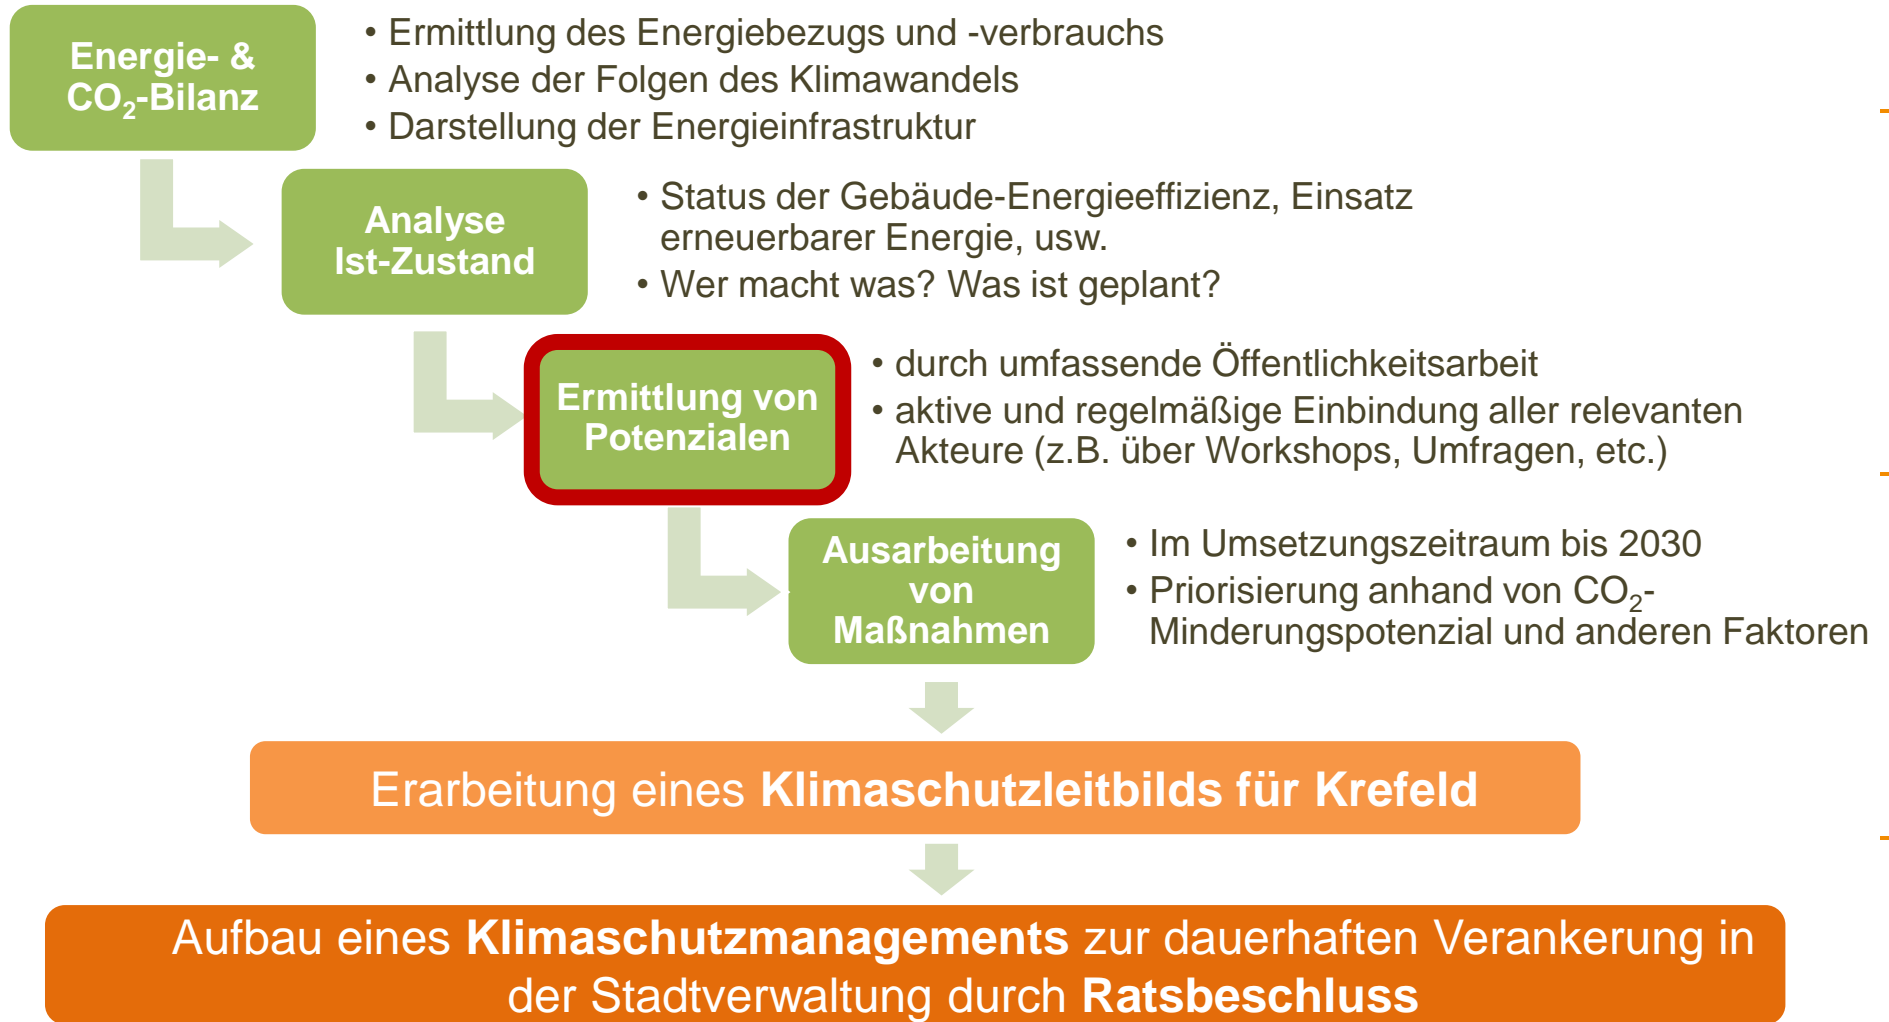 Energie- &
CO₂-Bilanz
• Ermittlung des Energiebezugs und -verbrauchs
• Analyse der Folgen des Klimawandels
• Darstellung der Energieinfrastruktur
Analyse
Ist-Zustand
• Status der Gebäude-Energieeffizienz, Einsatz
erneuerbarer Energie, usw.
• Wer macht was? Was ist geplant?
Ermittlung von
Potenzialen
• durch umfassende Öffentlichkeitsarbeit
• aktive und regelmäßige Einbindung aller relevanten
Akteure (z.B. über Workshops, Umfragen, etc.)
Ausarbeitung
von
Maßnahmen
• Im Umsetzungszeitraum bis 2030
• Priorisierung anhand von CO₂-
Minderungspotenzial und anderen Faktoren
Erarbeitung eines Klimaschutzleitbilds für Krefeld
Aufbau eines Klimaschutzmanagements zur dauerhaften Verankerung in
der Stadtverwaltung durch Ratsbeschluss